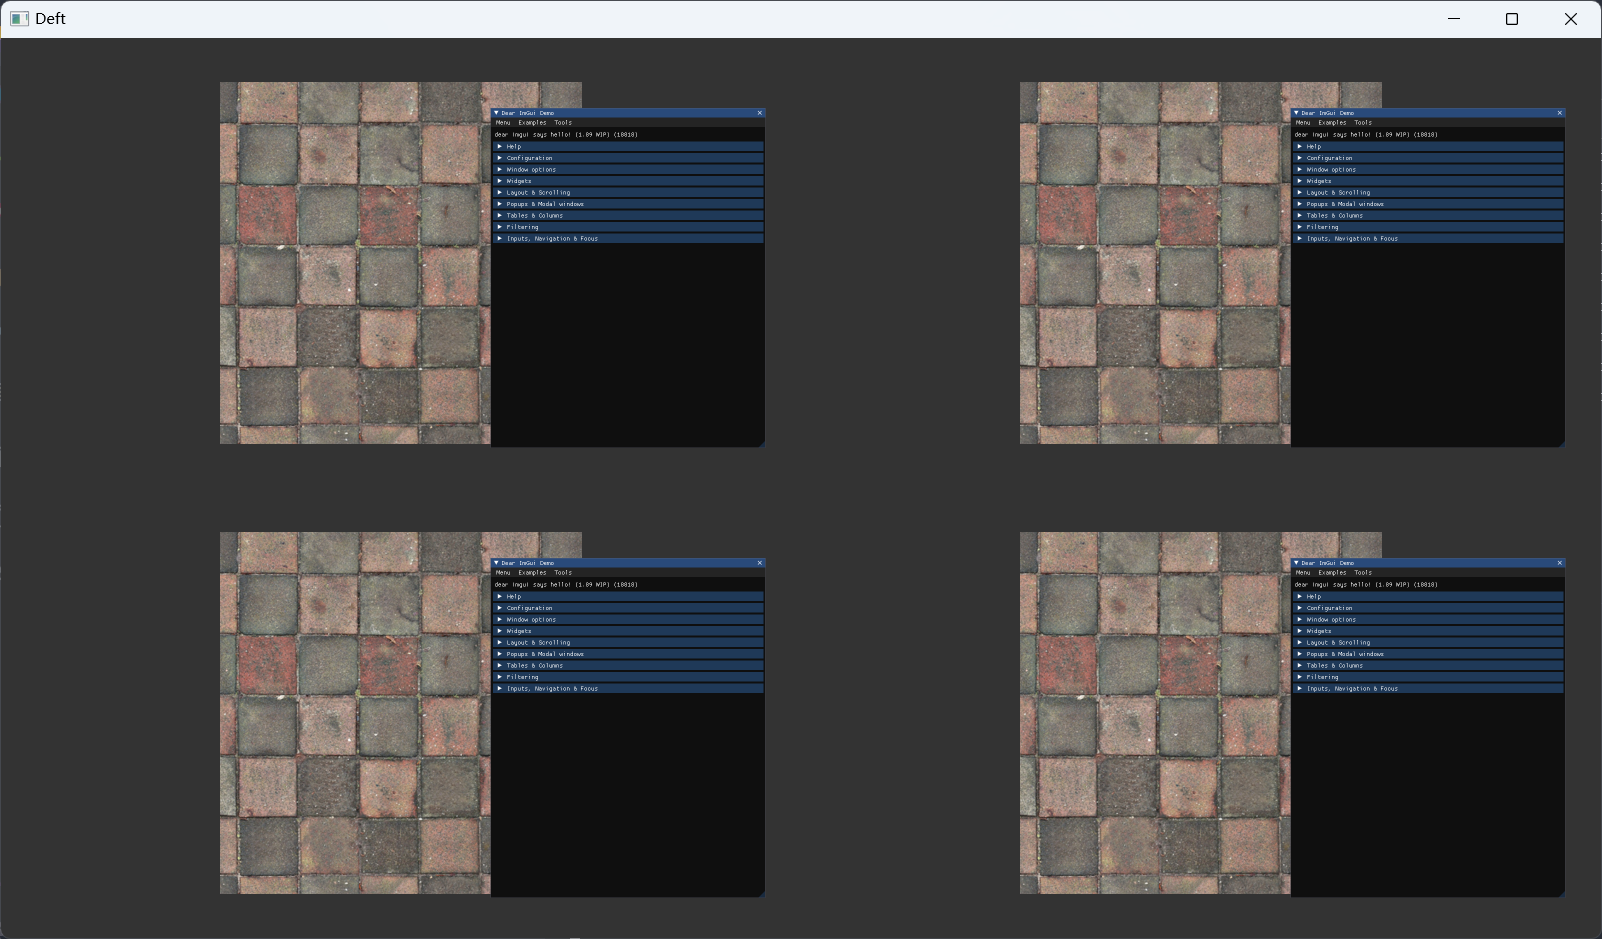 Deft
Dear ImGui Demo
Menu Examples Tools
dear imgui says hello! (1.89 WIP) (18818)
Help
Configuration
Window options
Widgets
Layout & Scrolling
Popups & Modal windows
Tables & Columns
Filtering
Inputs, Navigation & Focus
Dear ImGui Demo
Menu Examples Tools
dear imgui says hello! (1.89 WIP) (18818)
Help
Configuration
Window options
Widgets
Layout & Scrolling
Popups & Modal windows
Tables & Columns
Filtering
Inputs, Navigation & Focus
Dear ImGui Demo
Menu Examples Tools
dear imgui says hello! (1.89 WIP) (18818)
Help
Configuration
Window options
Widgets
Layout & Scrolling
Popups & Modal windows
Tables & Columns
Filtering
Inputs, Navigation & Focus
Dear ImGui Demo
Menu Examples Tools
dear imgui says hello! (1.89 WIP) (18818)
Help
Configuration
Window options
Widgets
Layout & Scrolling
Popups & Modal windows
Tables & Columns
Filtering
Inputs, Navigation & Focus